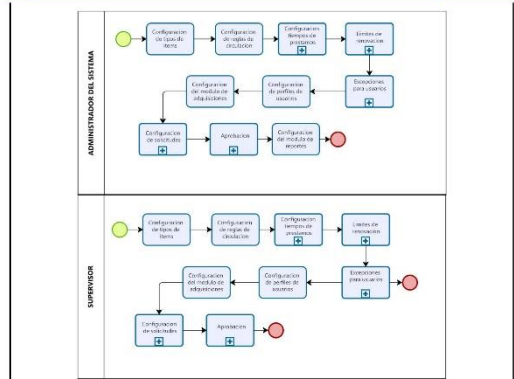 ADMINISTRADOR DEL SISTEMA
Configuracion
de tipos de
items
Configuracion
de reglas de
circulacion
Configuracion
tiempos de
prestamos
Limites de
renovacion
Configuracion
del modulo de
adquisiciones
Configuracion
de perfiles de
usuarios
Excepciones
para usuarios
Configuracion
de solicitudes
Aprobacion
Configuracion
del modulo de
reportes
SUPERVISOR
Configuracion
de tipos de
items
Configuracion
de reglas de
circulacion
Configuracion
tiempos de
prestamos
Limites de
renovacion
Configuracion
del modulo de
adquisiciones
Configuracion
de perfiles de
usuarios
Excepciones
para usuarios
Configuracion
de solicitudes
Aprobacion